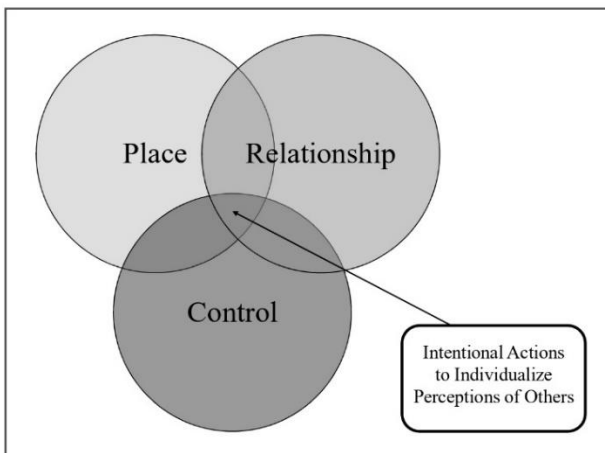 Place
Relationship
Control
Intentional Actions
to Individualize
Perceptions of Others